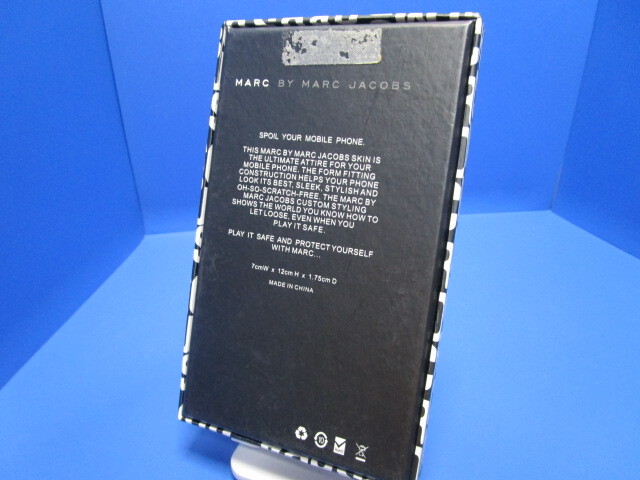 MARC BY MARC JACOBS
SPOIL YOUR MOBILE PHONE.
THIS MARC BY MARC JACOBS SKIN IS
THE ULTIMATE ATTIRE FOR YOUR
MOBILE PHONE. THE FORM FITTING
CONSTRUCTION HELPS YOUR PHONE
LOOK ITS BEST, SLEEK, STYLISH AND
OH-SO-SCRATCH-FREE. THE MARC BY
MARC JACOBS CUSTOM STYLING
SHOWS THE WORLD YOU KNOW HOW TO
LET LOOSE. EVEN WHEN YOU
PLAY IT SAFE.
PLAY IT SAFE AND PROTECT YOURSELF
WITH MARC...
7cmW x 12cm H x 1.75cm D
MADE IN CHINA
10